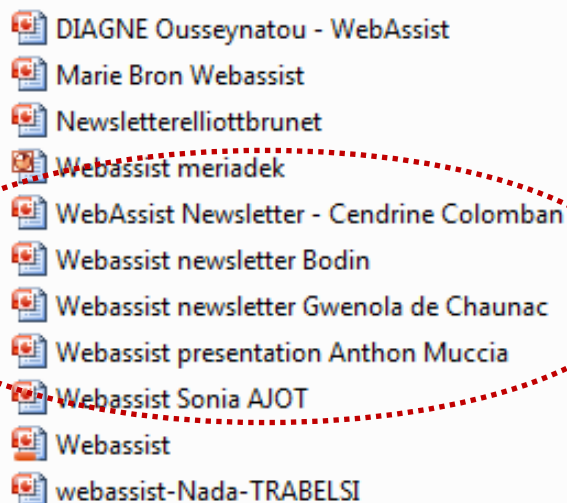 DIAGNE Ousseynatou - WebAssist
Marie Bron Webassist
Newsletterelliottbrunet
Webassist meriadek
WebAssist Newsletter - Cendrine Colomban
Webassist newsletter Bodin
Webassist newsletter Gwenola de Chaunac
Webassist presentation Anthon Muccia
Webassist Sonia AJOT
Webassist
webassist-Nada-TRABELSI